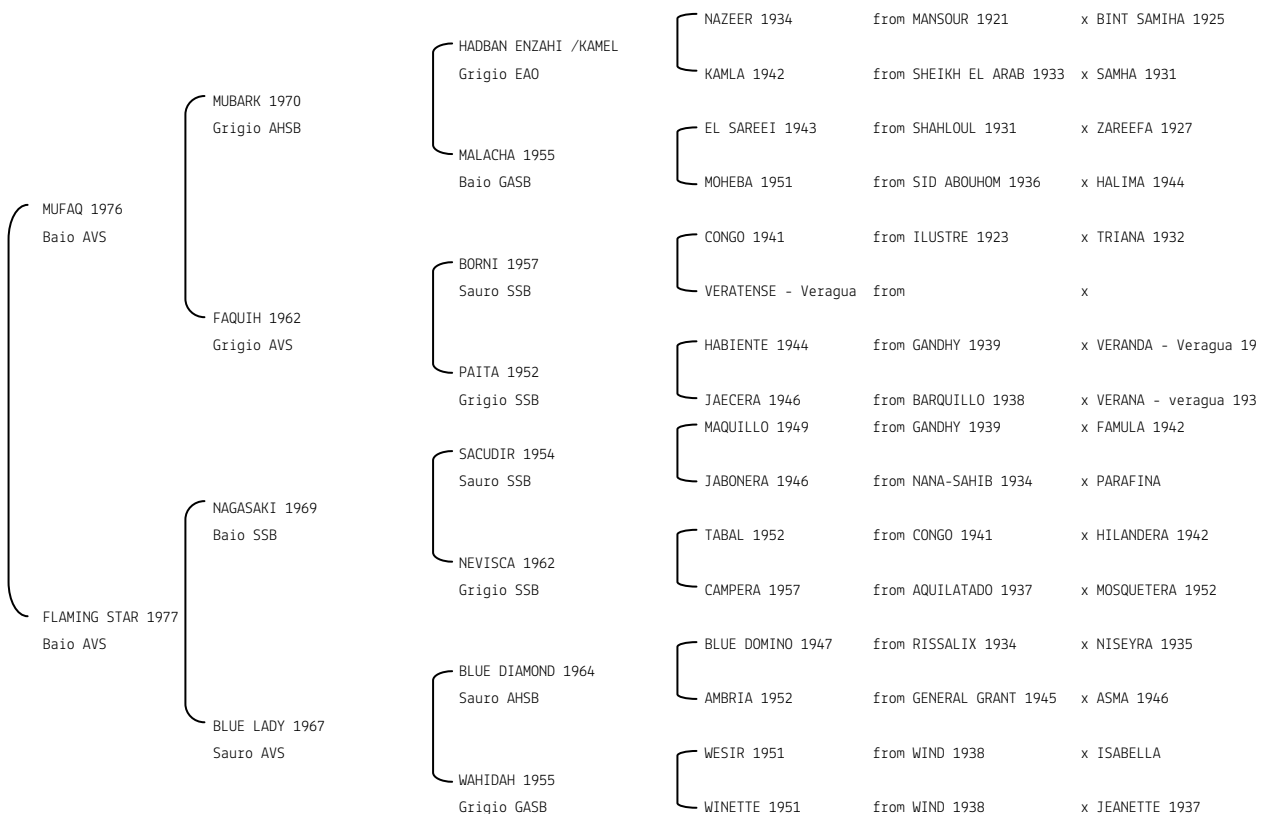 NAZEER 1934 from MANSOUR 1921 x BINT SAMIHA 1925
HADBAN ENZAHI /KAMEL
Grigio EAO KAMLA 1942 from SHEIKH EL ARAB 1933 x SAMHA 1931
MUBARK 1970
Grigio AHSB EL SAREEI 1943 from SHAHLOUL 1931 x ZAREEFA 1927
MALACHA 1955
Baio GASB MOHEBA 1951 from SID ABOUHOM 1936 x HALIMA 1944
MUFAQ 1976
Baio AVS CONGO 1941 from ILUSTRE 1923 x TRIANA 1932
BORNI 1957
Sauro SSB VERATENSE - Veragua from x
FAQUIH 1962
Grigio AVS HABIENTE 1944 from GANDHY 1939 x VERANDA - Veragua 19
PAITA 1952
Grigio SSB JAECERA 1946 from BARQUILLO 1938 x VERANA - veragua 193
MAQUILLO 1949 from GANDHY 1939 x FAMULA 1942
SACUDIR 1954
Sauro SSB JABONERA 1946 from NANA-SAHIB 1934 x PARAFINA
NAGASAKI 1969
Baio SSB TABAL 1952 from CONGO 1941 x HILANDERA 1942
NEVISCA 1962
Grigio SSB CAMPERA 1957 from AQUILATADO 1937 x MOSQUETERA 1952
FLAMING STAR 1977
Baio AVS BLUE DOMINO 1947 from RISSALIX 1934 x NISEYRA 1935
BLUE DIAMOND 1964
Sauro AHSB AMBRIA 1952 from GENERAL GRANT 1945 x ASMA 1946
BLUE LADY 1967
Sauro AVS WESIR 1951 from WIND 1938 x ISABELLA
WAHIDAH 1955
Grigio GASB WINETTE 1951 from WIND 1938 x JEANETTE 1937